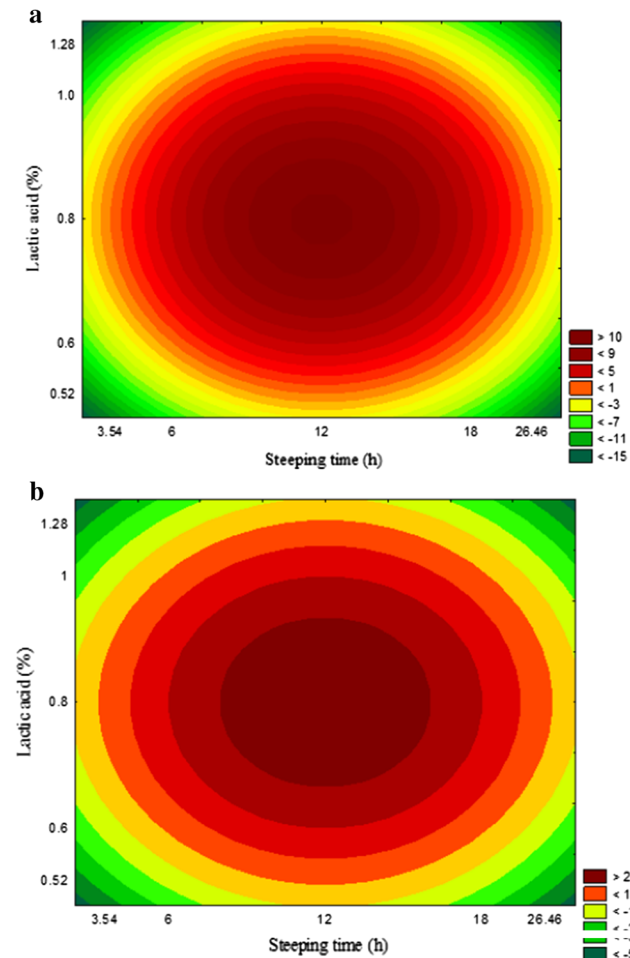 a
1.28
1.0
0.8
0.6
0.52
Lactic acid (%)
3.54 6 12 18 26.46
Steeping time (h)
> 10
< 9
< 5
< 1
< -3
< -7
< -11
< -15
b
1.28
1
0.8
0.6
0.52
Lactic acid (%)
3.54 6 12 18 26.46
Steeping time (h)
> 2
< 1